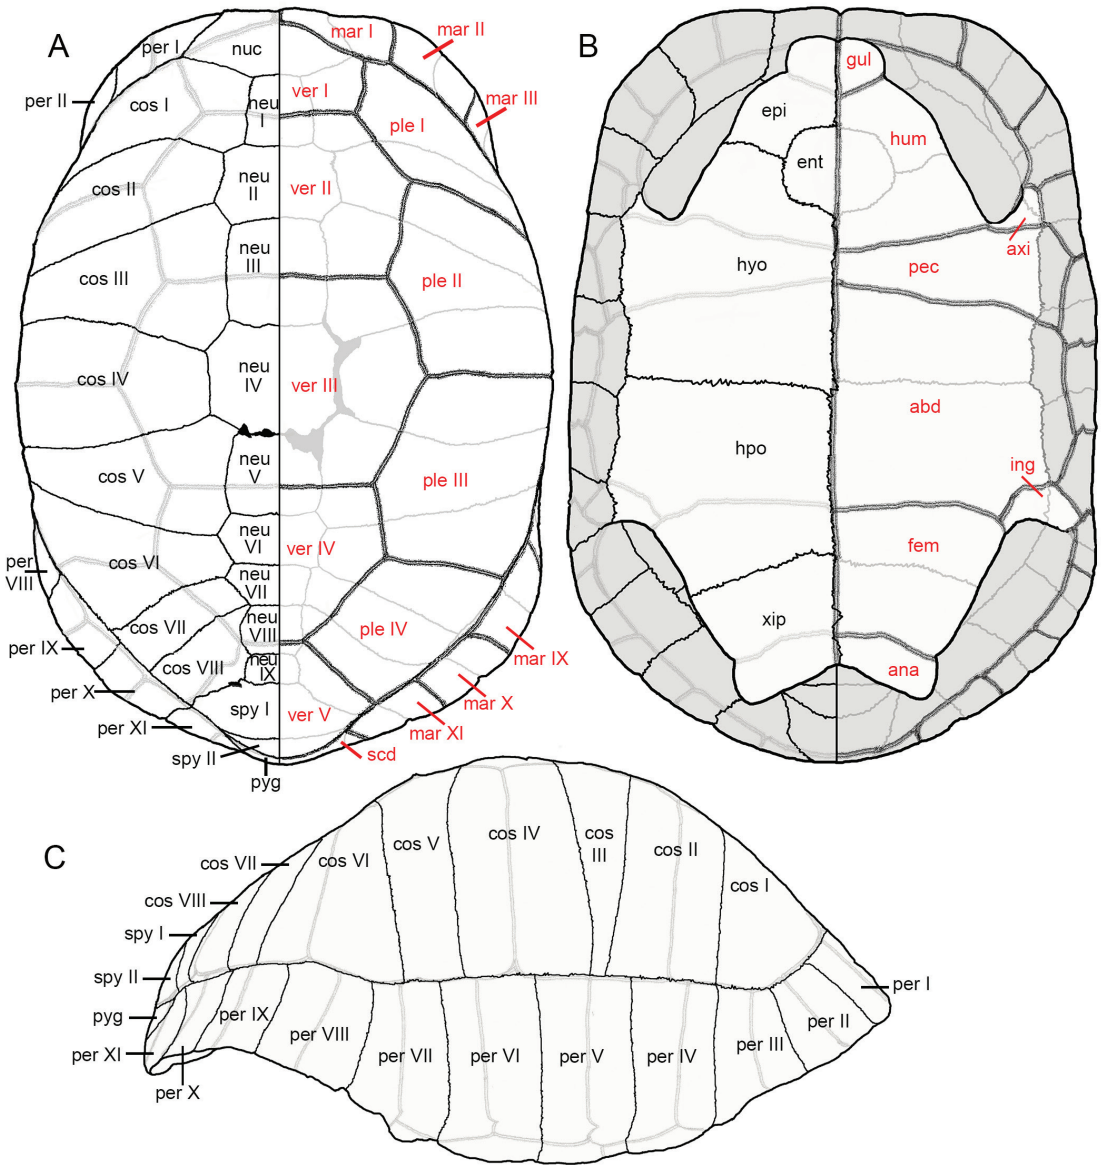 A
per I
nuc
mar I
mar II
per II
cos I
neu
I
ver I
ple I
mar III
cos II
neu
II
ver II
cos III
neu
III
ple II
cos IV
neu
IV
ver III
cos V
neu
V
ple III
per
VIII
cos VI
neu
VI
ver IV
neu
VII
cos VII
neu
VIII
ple IV
per IX
cos VIII
neu
IX
mar IX
per X
spy I
ver V
mar X
per XI
mar XI
spy II
scd
pyg
B
gul
epi
hum
ent
axi
hyo
pec
abd
hpo
ing
fem
xip
ana
C
cos VII
cos VI
cos V
cos IV
cos
III
cos II
cos I
cos VIII
spy I
spy II
per I
pyg
per IX
per VIII
per II
per XI
per VII
per VI
per V
per IV
per III
per X